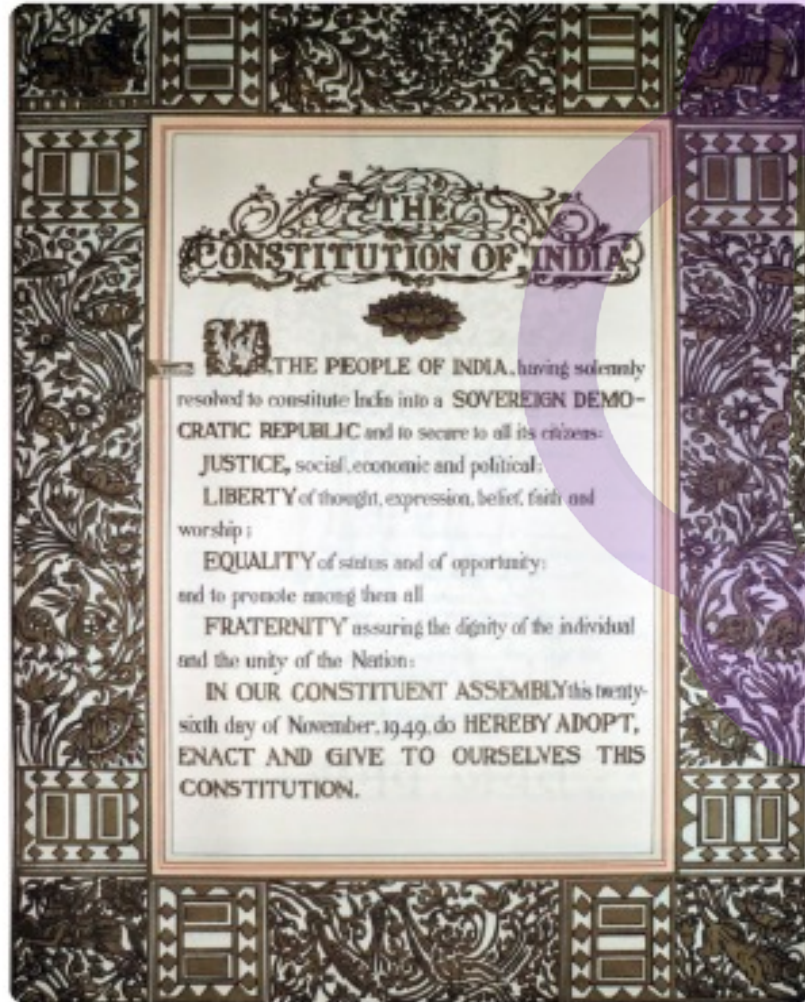 THE
CONSTITUTION OF INDIA
WE, THE PEOPLE OF INDIA, having solemnly
resolved to constitute India into a SOVEREIGN DEMO-
CRATIC REPUBLIC and to secure to all its citizens:
JUSTICE, social, economic and political;
LIBERTY of thought, expression, belief, faith and
worship;
EQUALITY of status and of opportunity;
and to promote among them all
FRATERNITY assuring the dignity of the individual
and the unity of the Nation;
IN OUR CONSTITUENT ASSEMBLY this twenty-
sixth day of November, 1949, do HEREBY ADOPT,
ENACT AND GIVE TO OURSELVES THIS
CONSTITUTION.